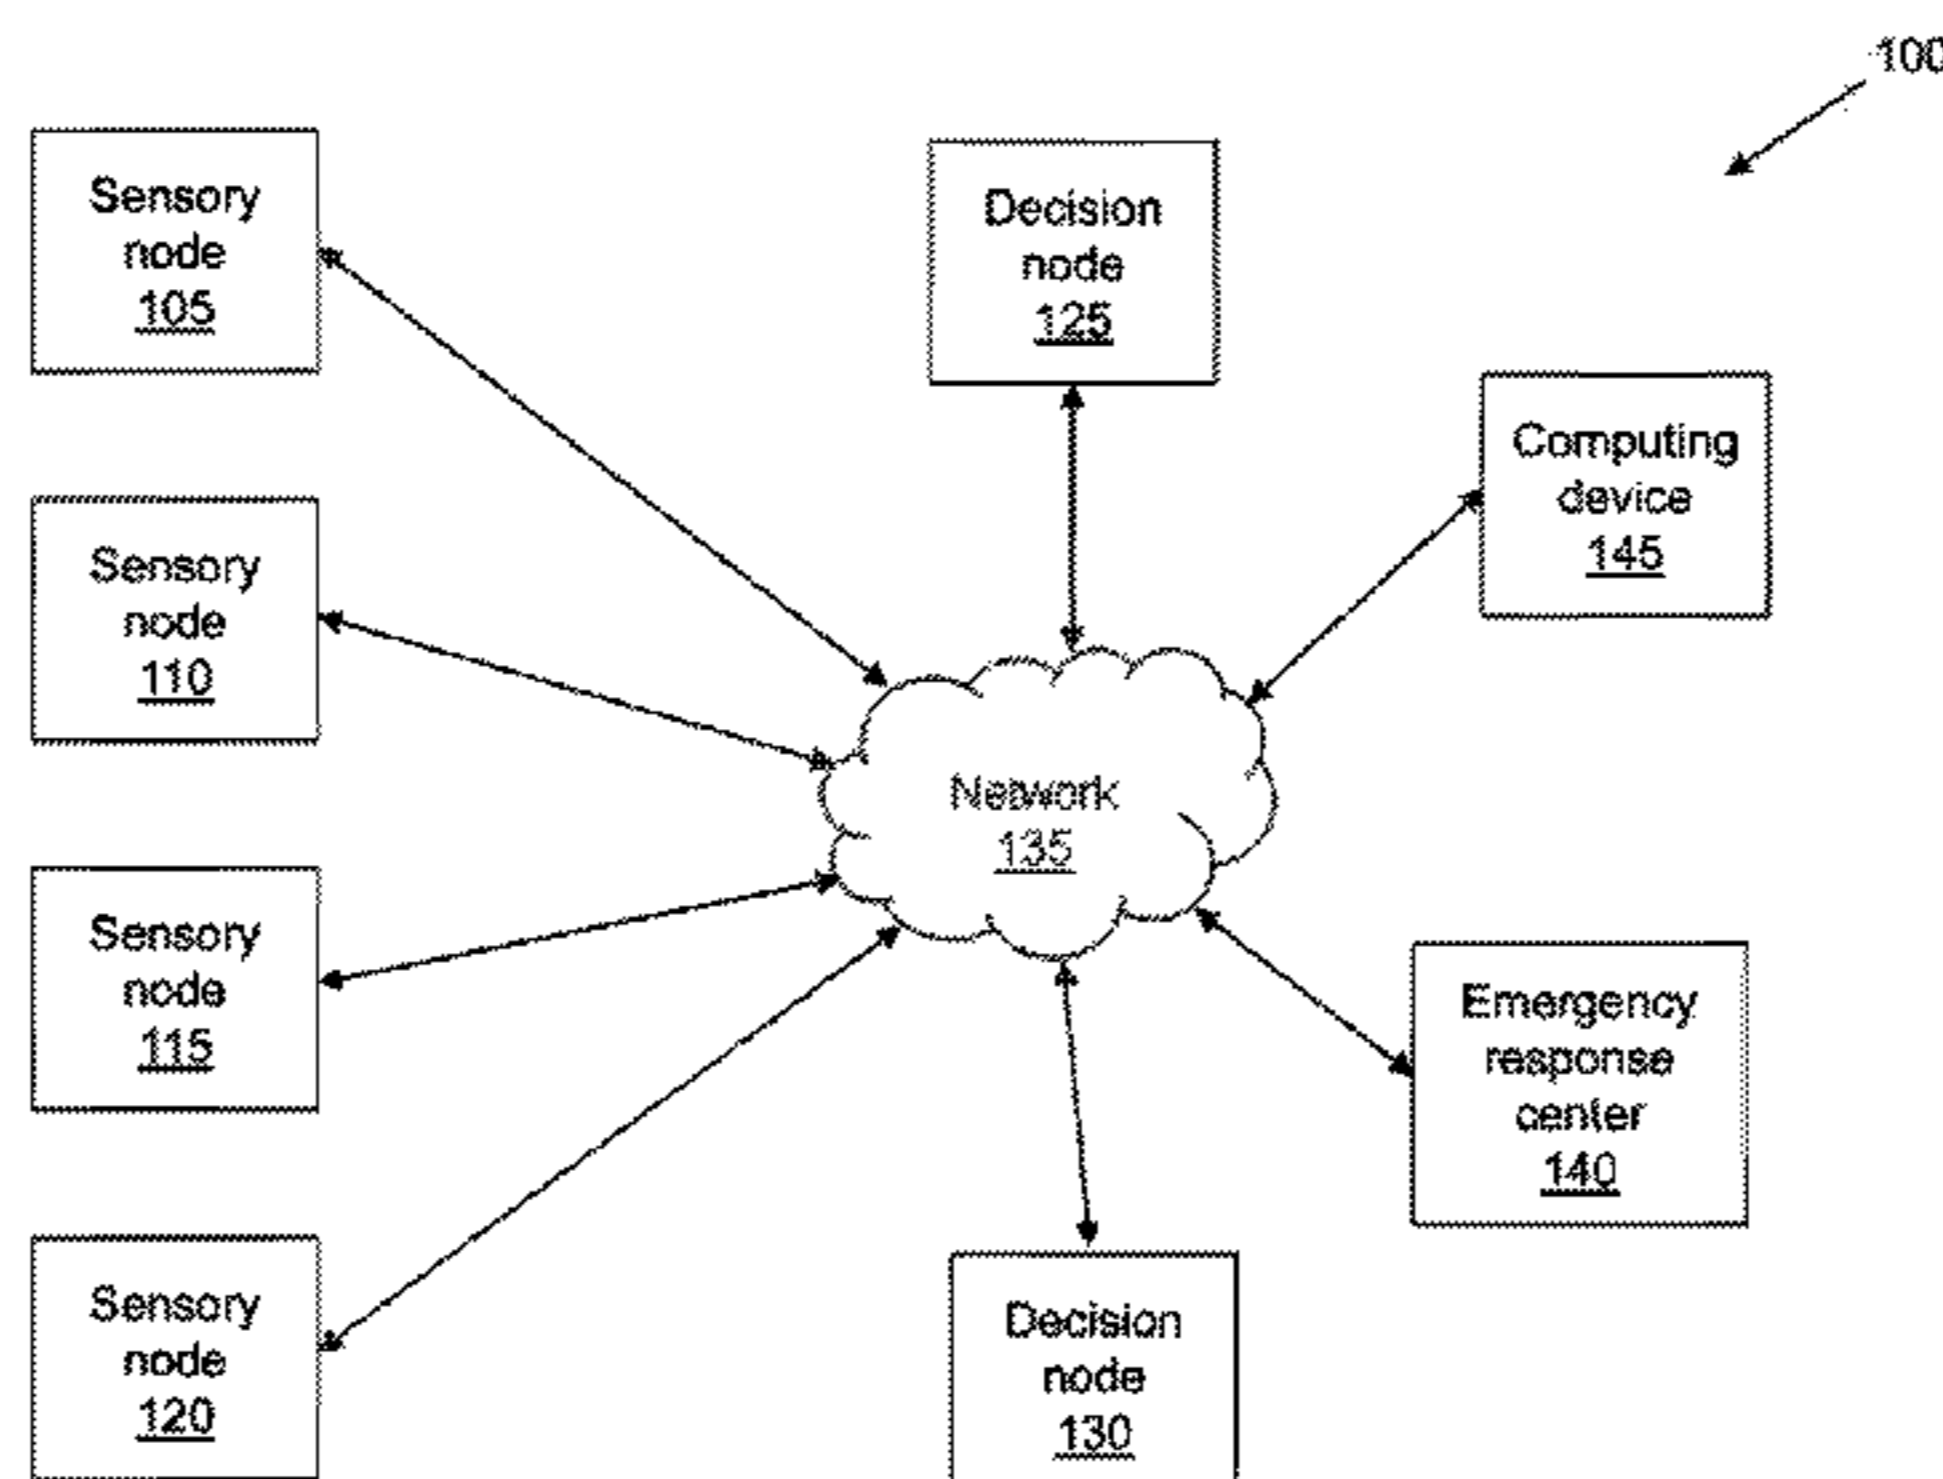 100
Sensory
node
105
Decision
node
125
Computing
device
145
Sensory
node
110
Network
135
Sensory
node
115
Emergency
response
center
140
Sensory
node
120
Decision
node
130